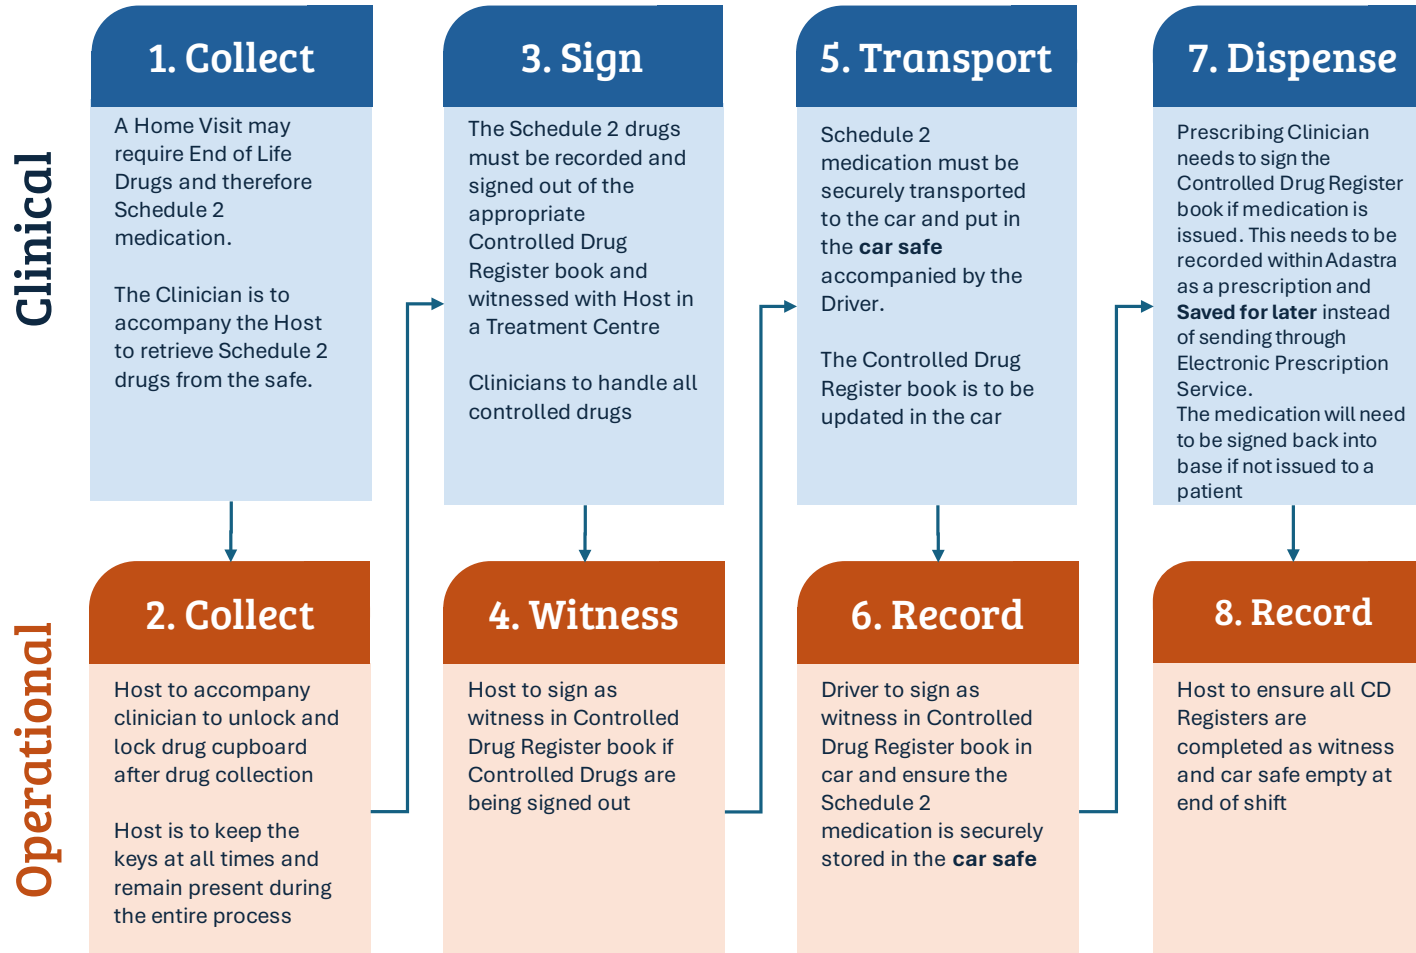 Clinical
1. Collect
A Home Visit may
require End of Life
Drugs and therefore
Schedule 2
medication.
The Clinician is to
accompany the Host
to retrieve Schedule 2
drugs from the safe.
3. Sign
The Schedule 2 drugs
must be recorded and
signed out of the
appropriate
Controlled Drug
Register book and
witnessed with Host in
a Treatment Centre
Clinicians to handle all
controlled drugs
5. Transport
Schedule 2
medication must be
securely transported
to the car and put in
the car safe
accompanied by the
Driver.
The Controlled Drug
Register book is to be
updated in the car
7. Dispense
Prescribing Clinician
needs to sign the
Controlled Drug Register
book if medication is
issued. This needs to be
recorded within Adastra
as a prescription and
Saved for later instead
of sending through
Electronic Prescription
Service.
The medication will need
to be signed back into
base if not issued to a
patient
Operational
2. Collect
Host to accompany
clinician to unlock and
lock drug cupboard
after drug collection
Host is to keep the
keys at all times and
remain present during
the entire process
4. Witness
Host to sign as
witness in Controlled
Drug Register book if
Controlled Drugs are
being signed out
6. Record
Driver to sign as
witness in Controlled
Drug Register book in
car and ensure the
Schedule 2
medication is securely
stored in the car safe
8. Record
Host to ensure all CD
Registers are
completed as witness
and car safe empty at
end of shift